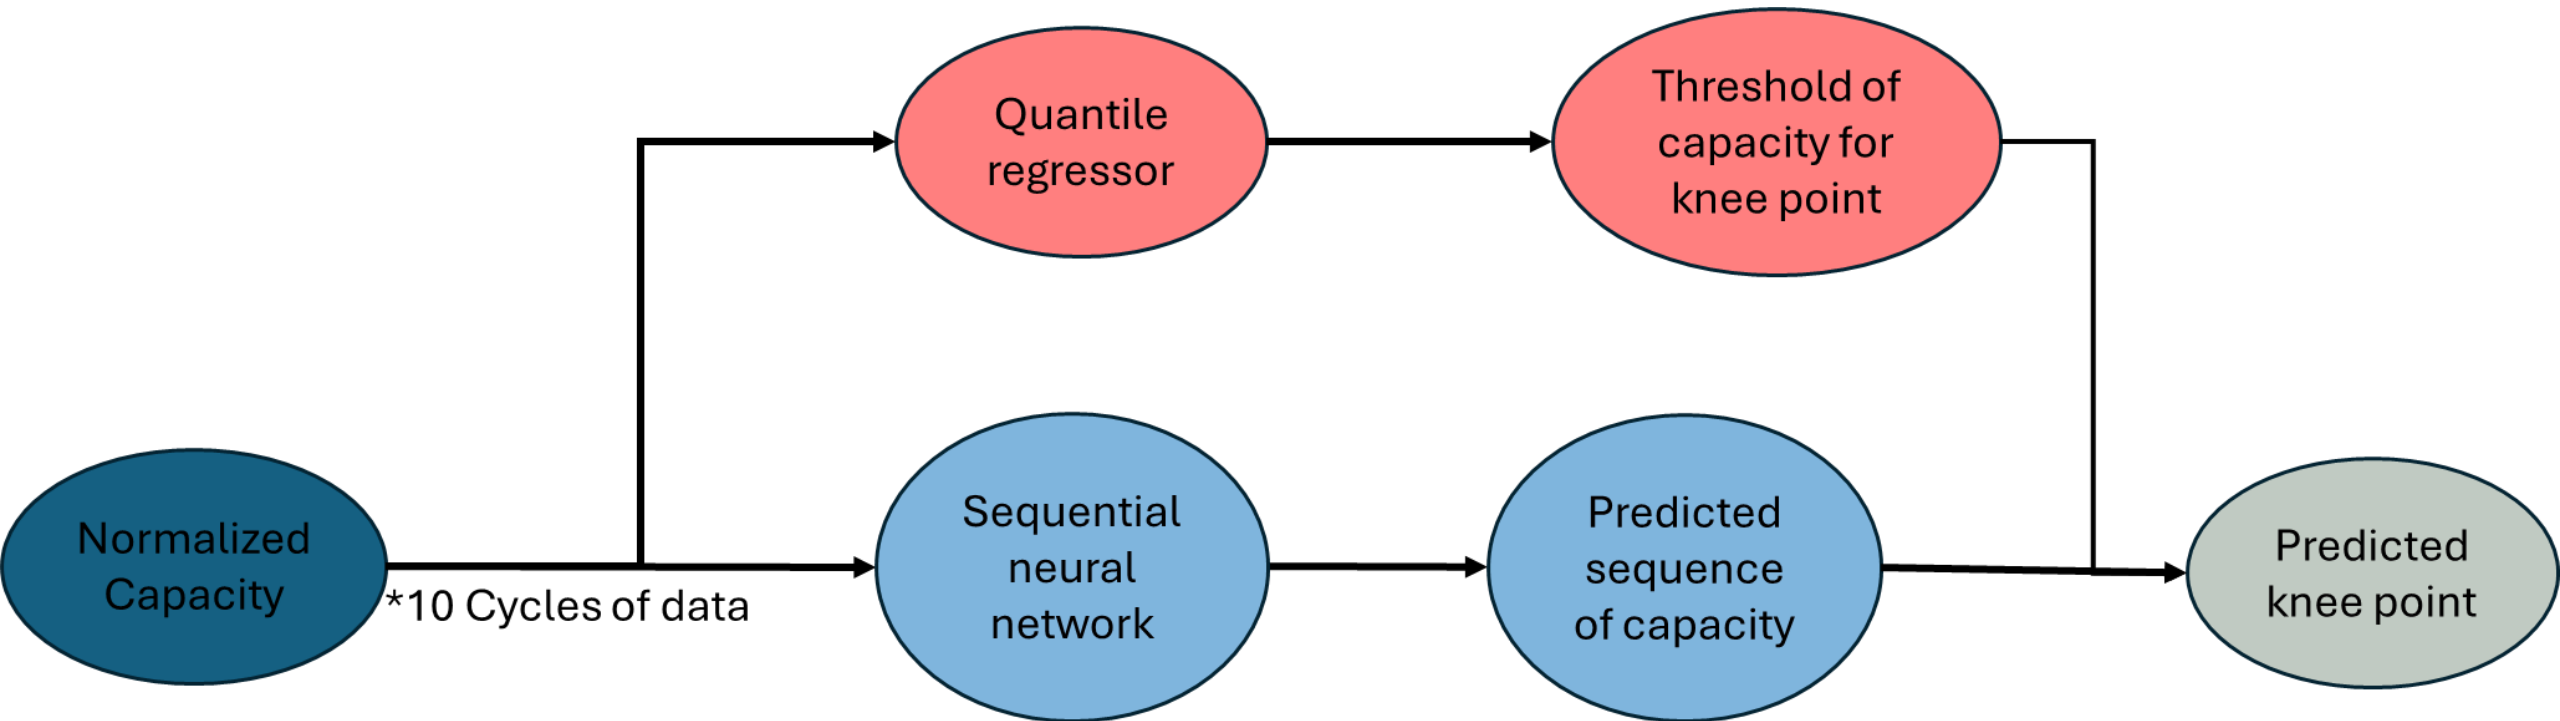 Quantile
regressor
Threshold of
capacity for
knee point
Normalized
Capacity
*10 Cycles of data
Sequential
neural
network
Predicted
sequence
of capacity
Predicted
knee point